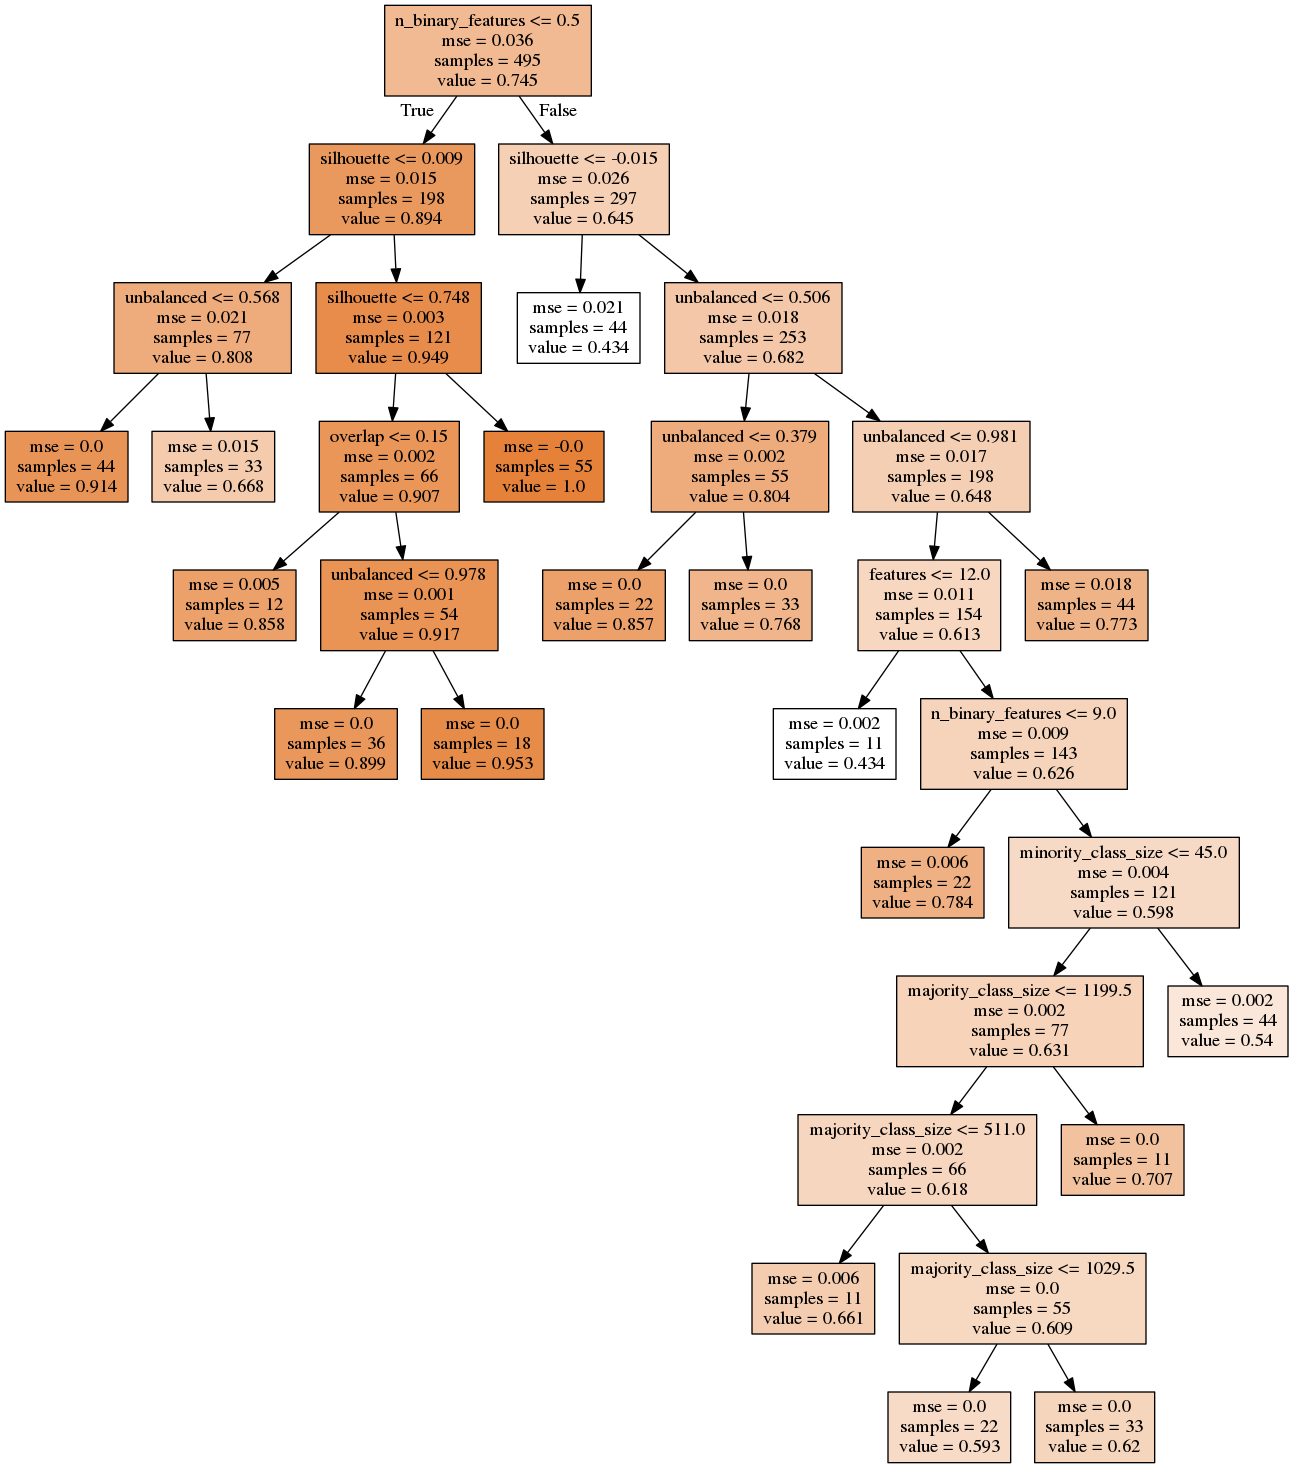 n_binary_features <= 0.5
mse = 0.036
samples = 495
value = 0.745
True
False
silhouette <= 0.009
mse = 0.015
samples = 198
value = 0.894
silhouette <= -0.015
mse = 0.026
samples = 297
value = 0.645
unbalanced <= 0.568
mse = 0.021
samples = 77
value = 0.808
silhouette <= 0.748
mse = 0.003
samples = 121
value = 0.949
mse = 0.021
samples = 44
value = 0.434
unbalanced <= 0.506
mse = 0.018
samples = 253
value = 0.682
mse = 0.0
samples = 44
value = 0.914
mse = 0.015
samples = 33
value = 0.668
overlap <= 0.15
mse = 0.002
samples = 66
value = 0.907
mse = -0.0
samples = 55
value = 1.0
unbalanced <= 0.379
mse = 0.002
samples = 55
value = 0.804
unbalanced <= 0.981
mse = 0.017
samples = 198
value = 0.648
mse = 0.005
samples = 12
value = 0.858
unbalanced <= 0.978
mse = 0.001
samples = 54
value = 0.917
mse = 0.0
samples = 22
value = 0.857
mse = 0.0
samples = 33
value = 0.768
features <= 12.0
mse = 0.011
samples = 154
value = 0.613
mse = 0.018
samples = 44
value = 0.773
mse = 0.0
samples = 36
value = 0.899
mse = 0.0
samples = 18
value = 0.953
mse = 0.002
samples = 11
value = 0.434
n_binary_features <= 9.0
mse = 0.009
samples = 143
value = 0.626
mse = 0.006
samples = 22
value = 0.784
minority_class_size <= 45.0
mse = 0.004
samples = 121
value = 0.598
majority_class_size <= 1199.5
mse = 0.002
samples = 77
value = 0.631
mse = 0.002
samples = 44
value = 0.54
majority_class_size <= 511.0
mse = 0.002
samples = 66
value = 0.618
mse = 0.0
samples = 11
value = 0.707
mse = 0.006
samples = 11
value = 0.661
majority_class_size <= 1029.5
mse = 0.0
samples = 55
value = 0.609
mse = 0.0
samples = 22
value = 0.593
mse = 0.0
samples = 33
value = 0.62